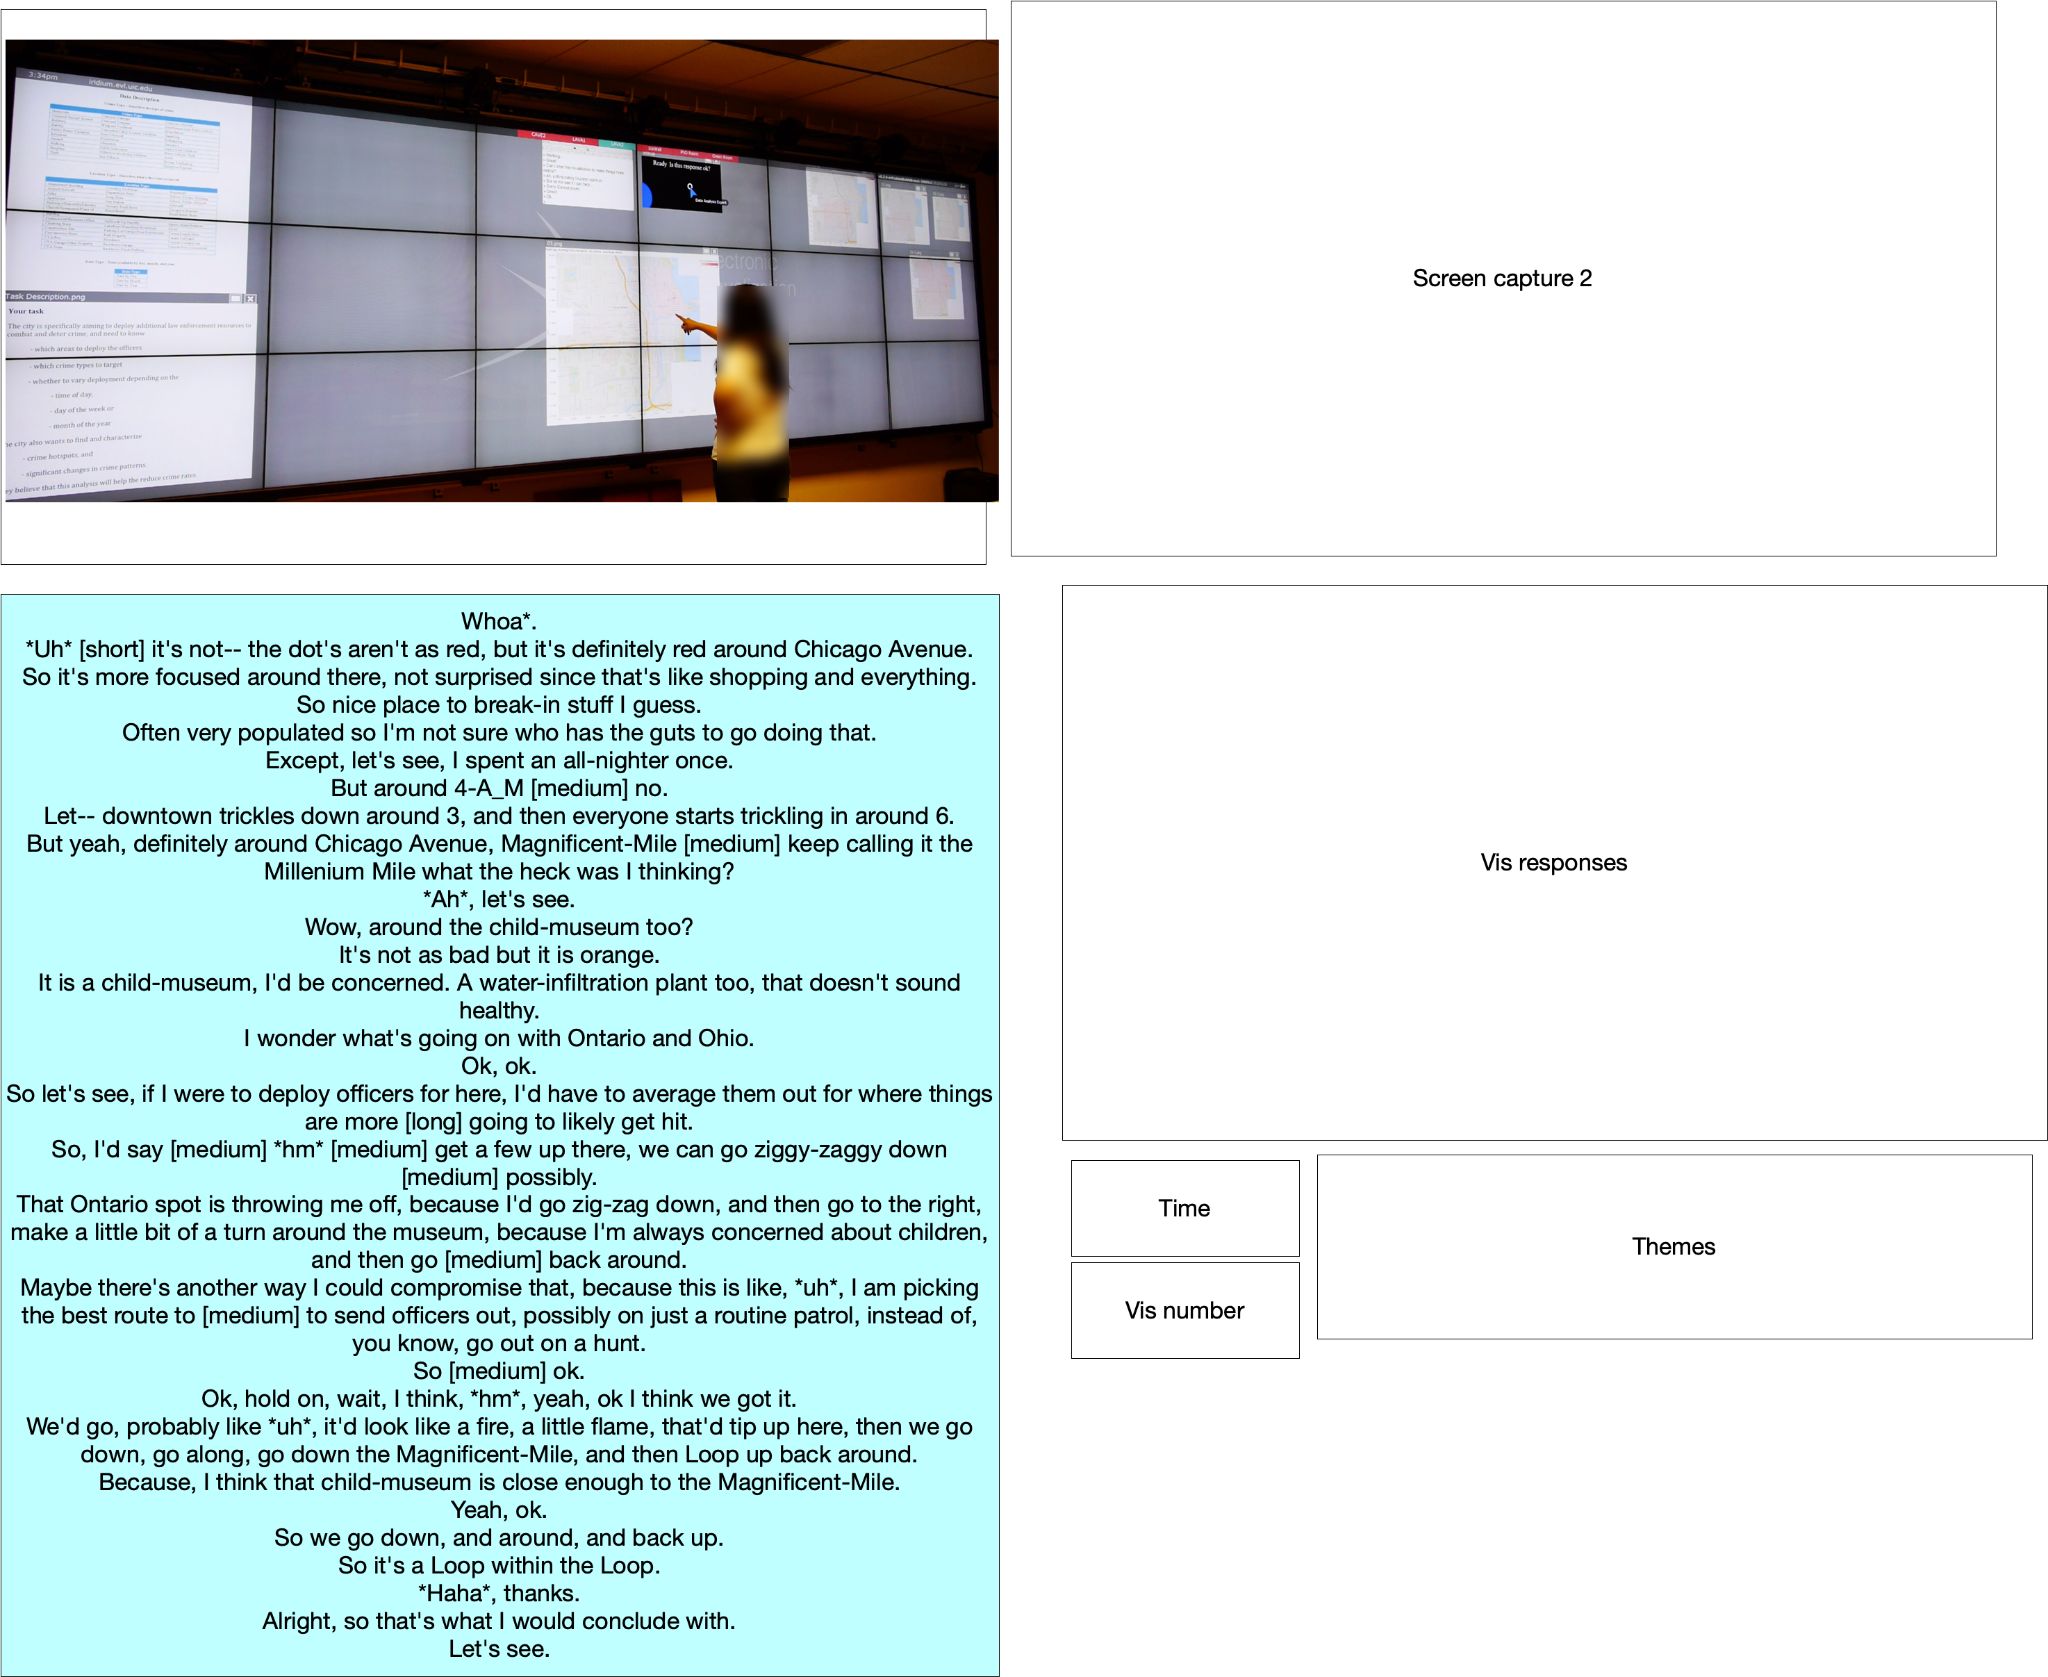 3:34pm
iridium.evl.uic.edu
Data Description
Ready Is this response ok?
Data Analysis Expert
Task Description.png
Your task
The city is specifically aiming to deploy additional law enforcement resources to
combat and deter crime, and need to know
- which areas to deploy the officers
- which crime types to target
- whether to vary deployment depending on the
- time of day,
- day of the week or
- month of the year
city also wants to find and characterize
- crime hotspots, and
- significant changes in crime patterns.
believe that this analysis will help the reduce crime rates.
Screen capture 2
Whoa*.
*Uh* [short] it's not-- the dot's aren't as red, but it's definitely red around Chicago Avenue.
So it's more focused around there, not surprised since that's like shopping and everything.
So nice place to break-in stuff I guess.
Often very populated so I'm not sure who has the guts to go doing that.
Except, let's see, I spent an all-nighter once.
But around 4-A_M [medium] no.
Let-- downtown trickles down around 3, and then everyone starts trickling in around 6.
But yeah, definitely around Chicago Avenue, Magnificent-Mile [medium] keep calling it the
Millenium Mile what the heck was I thinking?
*Ah*, let's see.
Wow, around the child-museum too?
It's not as bad but it is orange.
It is a child-museum, I'd be concerned. A water-infiltration plant too, that doesn't sound
healthy.
I wonder what's going on with Ontario and Ohio.
Ok, ok.
So let's see, if I were to deploy officers for here, I'd have to average them out for where things
are more [long] going to likely get hit.
So, I'd say [medium] *hm* [medium] get a few up there, we can go ziggy-zaggy down
[medium] possibly.
That Ontario spot is throwing me off, because I'd go zig-zag down, and then go to the right,
make a little bit of a turn around the museum, because I'm always concerned about children,
and then go [medium] back around.
Maybe there's another way I could compromise that, because this is like, *uh*, I am picking
the best route to [medium] to send officers out, possibly on just a routine patrol, instead of,
you know, go out on a hunt.
So [medium] ok.
Ok, hold on, wait, I think, *hm*, yeah, ok I think we got it.
We'd go, probably like *uh*, it'd look like a fire, a little flame, that'd tip up here, then we go
down, go along, go down the Magnificent-Mile, and then Loop up back around.
Because, I think that child-museum is close enough to the Magnificent-Mile.
Yeah, ok.
So we go down, and around, and back up.
So it's a Loop within the Loop.
*Haha*, thanks.
Alright, so that's what I would conclude with.
Let's see.
Vis responses
Time
Themes
Vis number